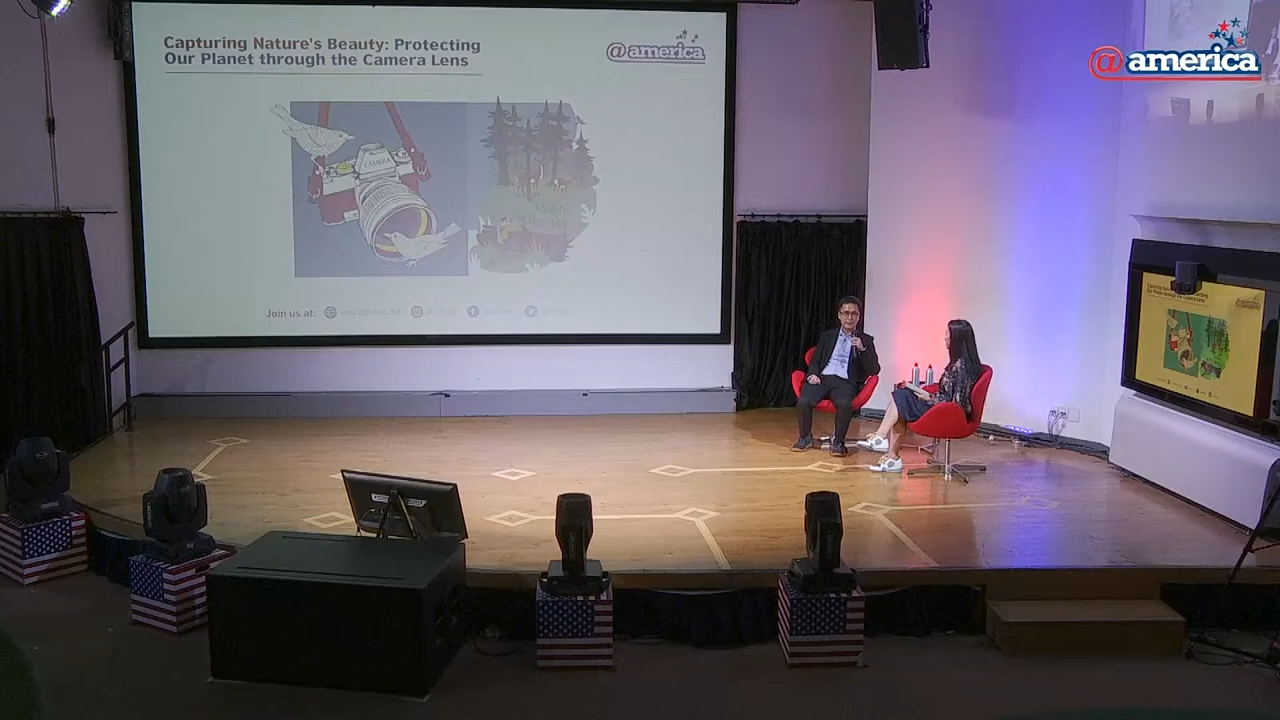 Capturing Nature's Beauty: Protecting
Our Planet through the Camera Lens
@america
CAMERA
Join us at:
@america